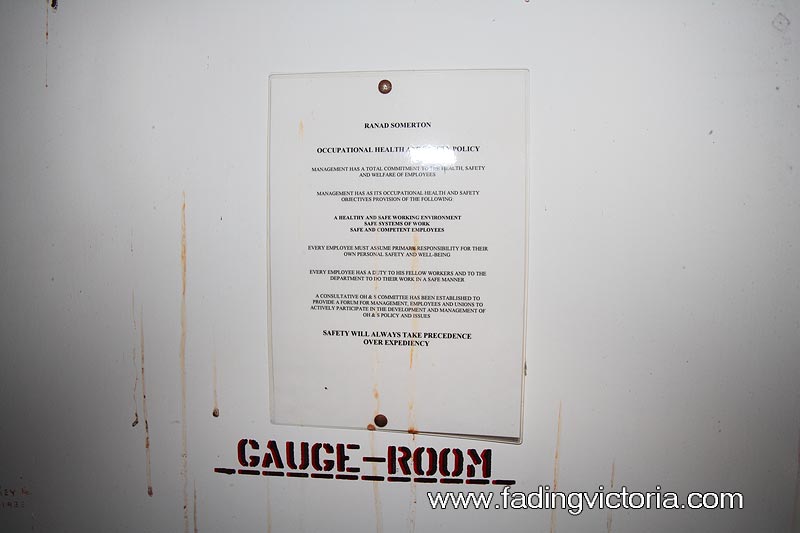 RANAD SOMERTON
OCCUPATIONAL HEALTH POLICY
MANAGEMENT HAS A TOTAL COMMITMENT TO THE HEALTH, SAFETY
AND WELFARE OF EMPLOYEES
MANAGEMENT HAS AS ITS OCCUPATIONAL HEALTH AND SAFETY
OBJECTIVES PROVISION OF THE FOLLOWING
A HEALTHY AND SAFE WORKING ENVIRONMENT
SAFE SYSTEMS OF WORK
SAFE AND COMPETENT EMPLOYEES
EVERY EMPLOYEE MUST ASSUME PRIMARY RESPONSIBILITY FOR THEIR
OWN PERSONAL SAFETY AND WELL-BEING
EVERY EMPLOYEE HAS A DUTY TO HIS FELLOW WORKERS AND TO THE
DEPARTMENT TO DO THEIR WORK IN A SAFE MANNER
A CONSULTATIVE OH & S COMMITTEE HAS BEEN ESTABLISHED TO
PROVIDE A FORUM FOR MANAGEMENT, EMPLOYEES AND UNIONS TO
ACTIVELY PARTICIPATE IN THE DEVELOPMENT AND MANAGEMENT OF
OH & S POLICY AND ISSUES
SAFETY WILL ALWAYS TAKE PRECEDENCE
OVER EXPEDIENCY
GAUGE-ROOM
www.fadingvictoria.com